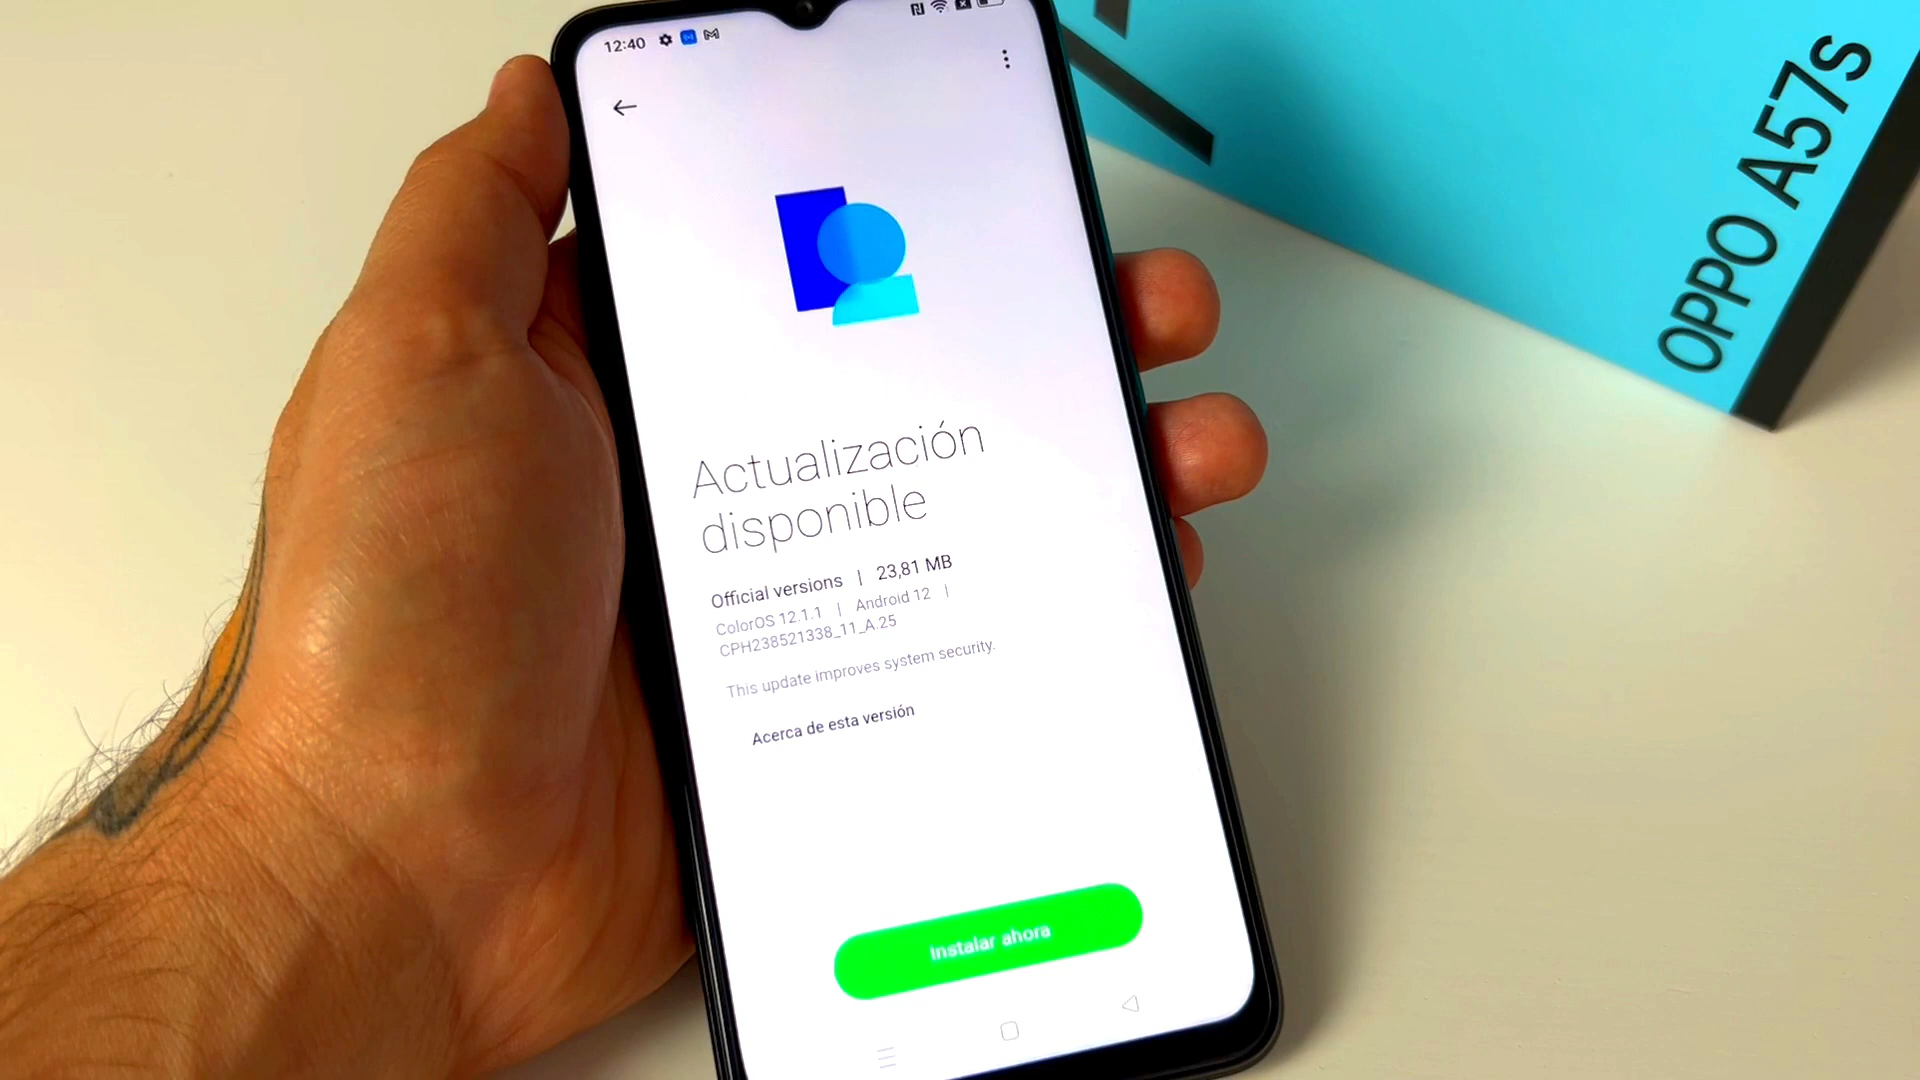 12:40
Actualización
disponible
Official versions | 23,81 MB
ColorOS 12.1.1 | Android 12 |
CPH238521338_11_A.25
This update improves system security.
Acerca de esta versión
Instalar ahora
OPPO A57s